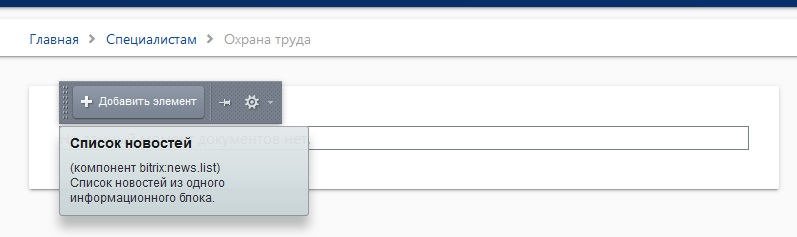 Главная > Специалистам > Охрана труда
Добавить элемент
документов нет.
Список новостей
(компонент bitrix:news.list)
Список новостей из одного
информационного блока.